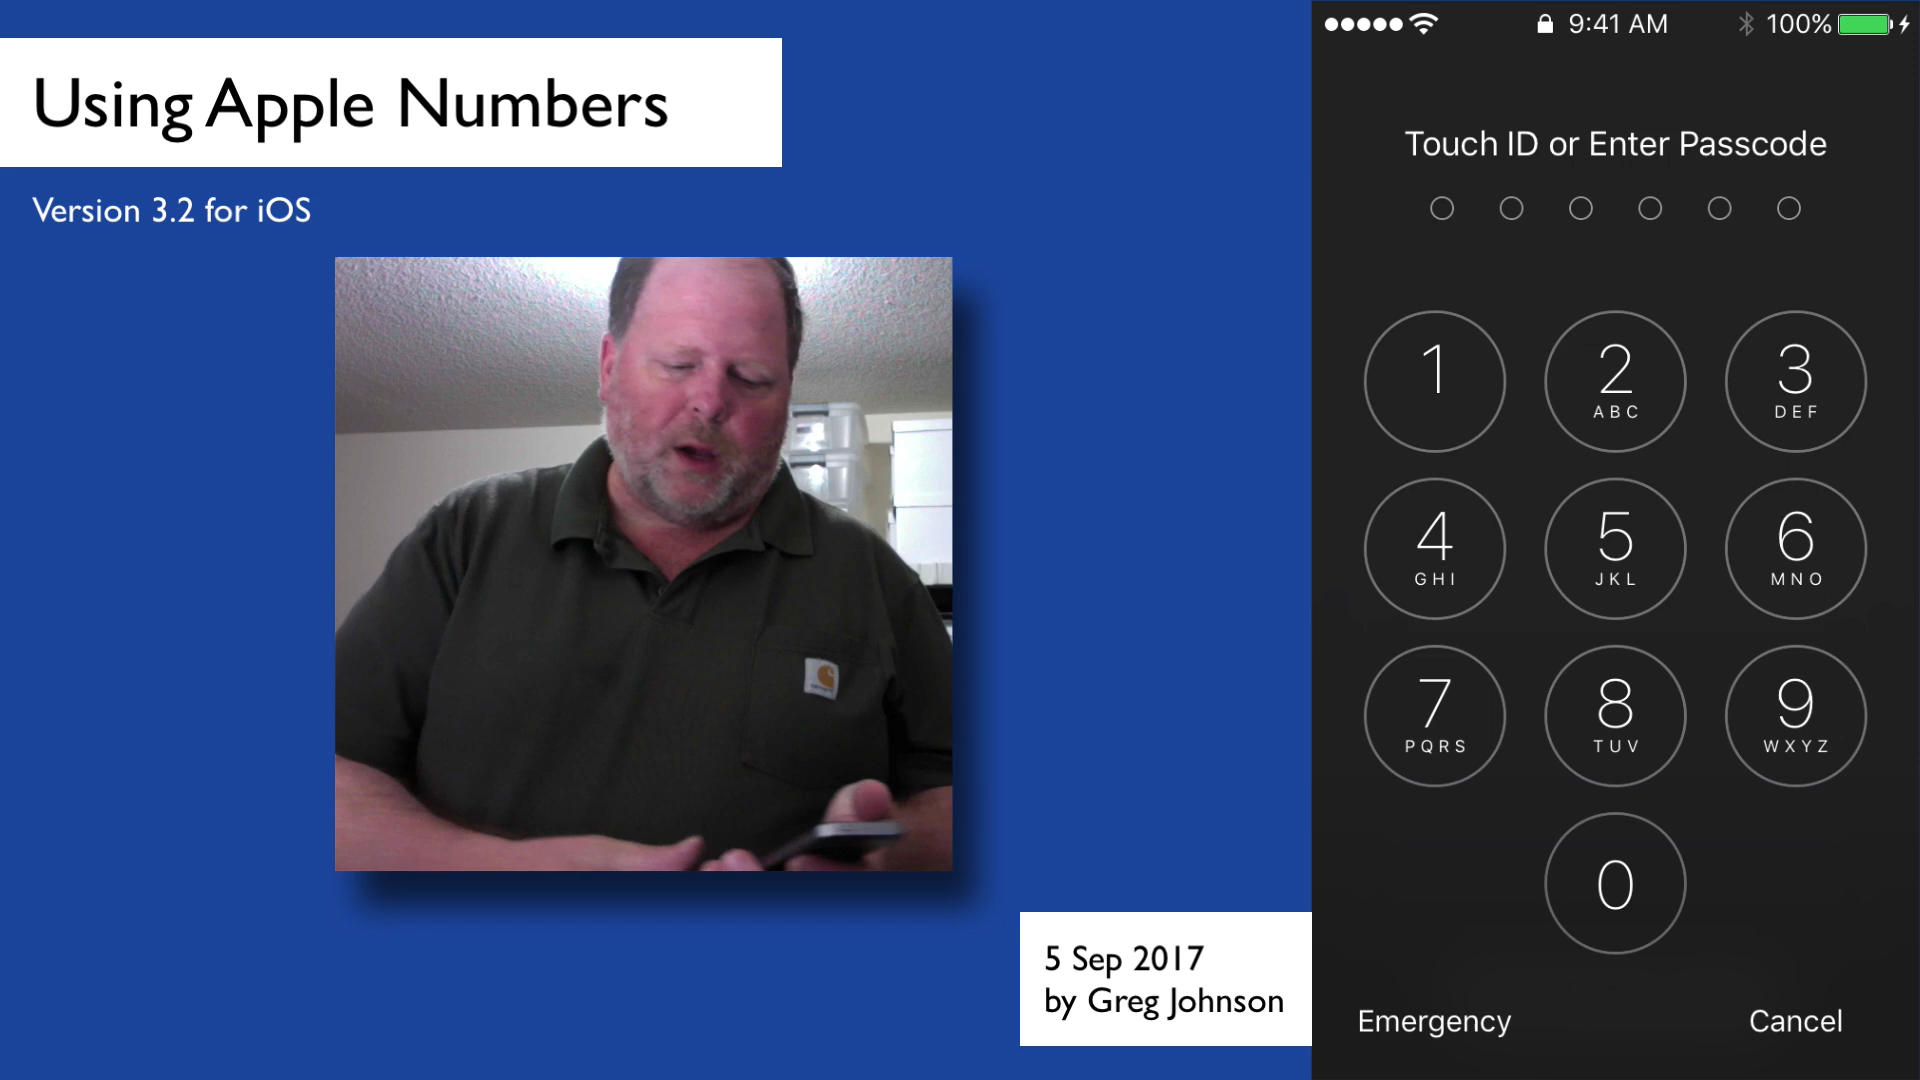 Using Apple Numbers
Version 3.2 for iOS
5 Sep 2017
by Greg Johnson
9:41 AM
100%
Touch ID or Enter Passcode
1
2
ABC
3
DEF
4
GHI
5
JKL
6
MNO
7
PQRS
8
TUV
9
WXYZ
0
Emergency
Cancel